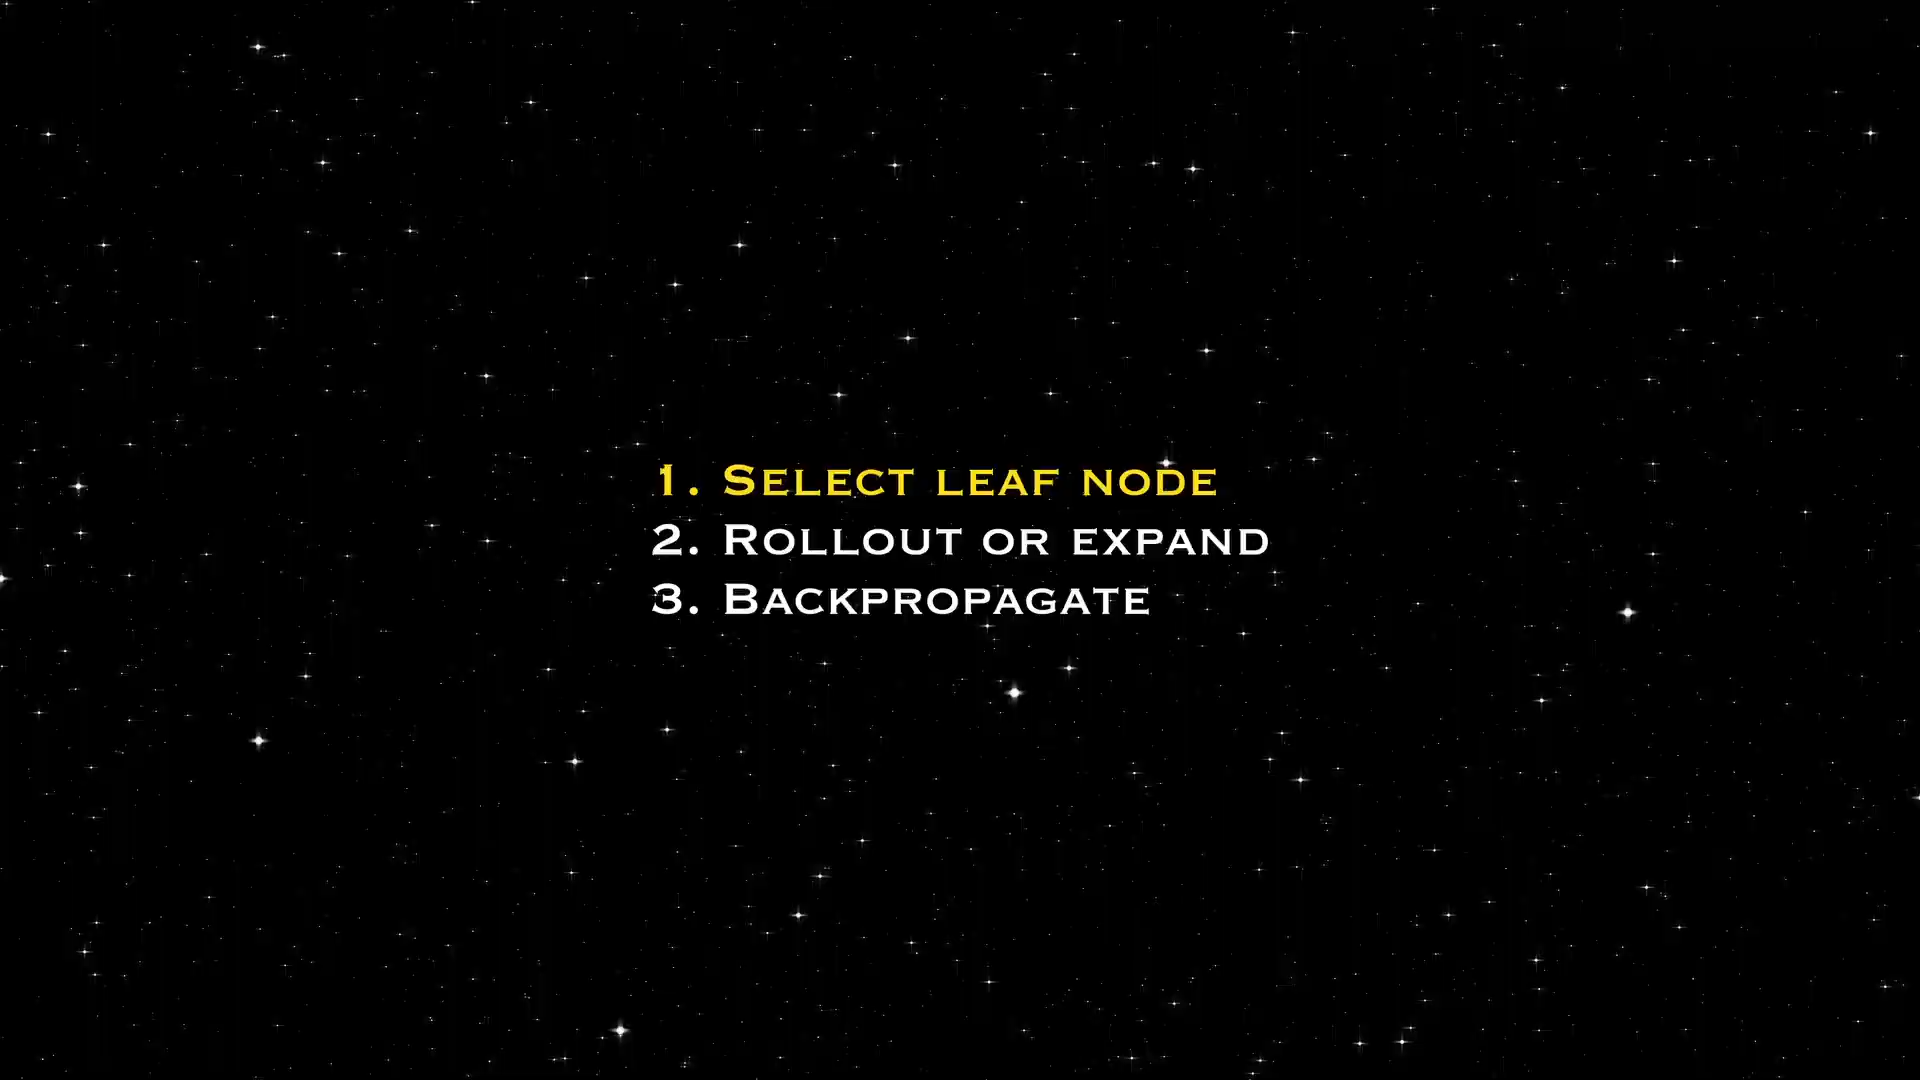 1. Select leaf node
2. Rollout or expand
3. Backpropagate